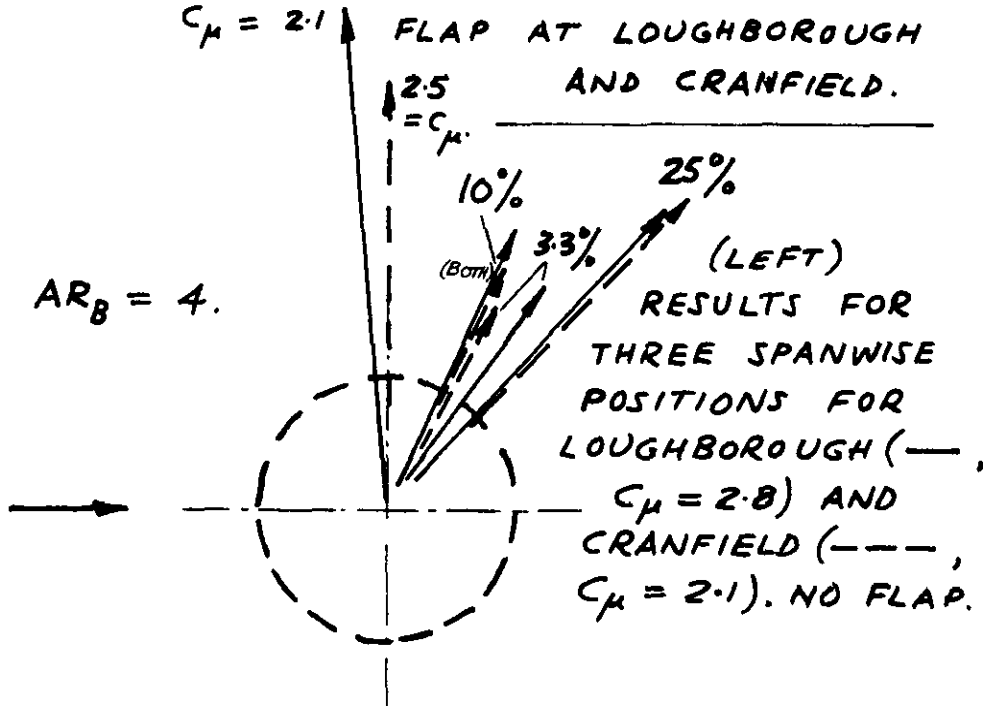 Cμ = 2.1 FLAP AT LOUGHBOROUGH
AND CRANFIELD.
2.5
= Cμ.
10%
25%
(BOTH)
3.3%
(LEFT)
ARB = 4.
RESULTS FOR
THREE SPANWISE
POSITIONS FOR
LOUGHBOROUGH (—,
Cμ = 2.8) AND
CRANFIELD (---,
Cμ = 2.1). NO FLAP.